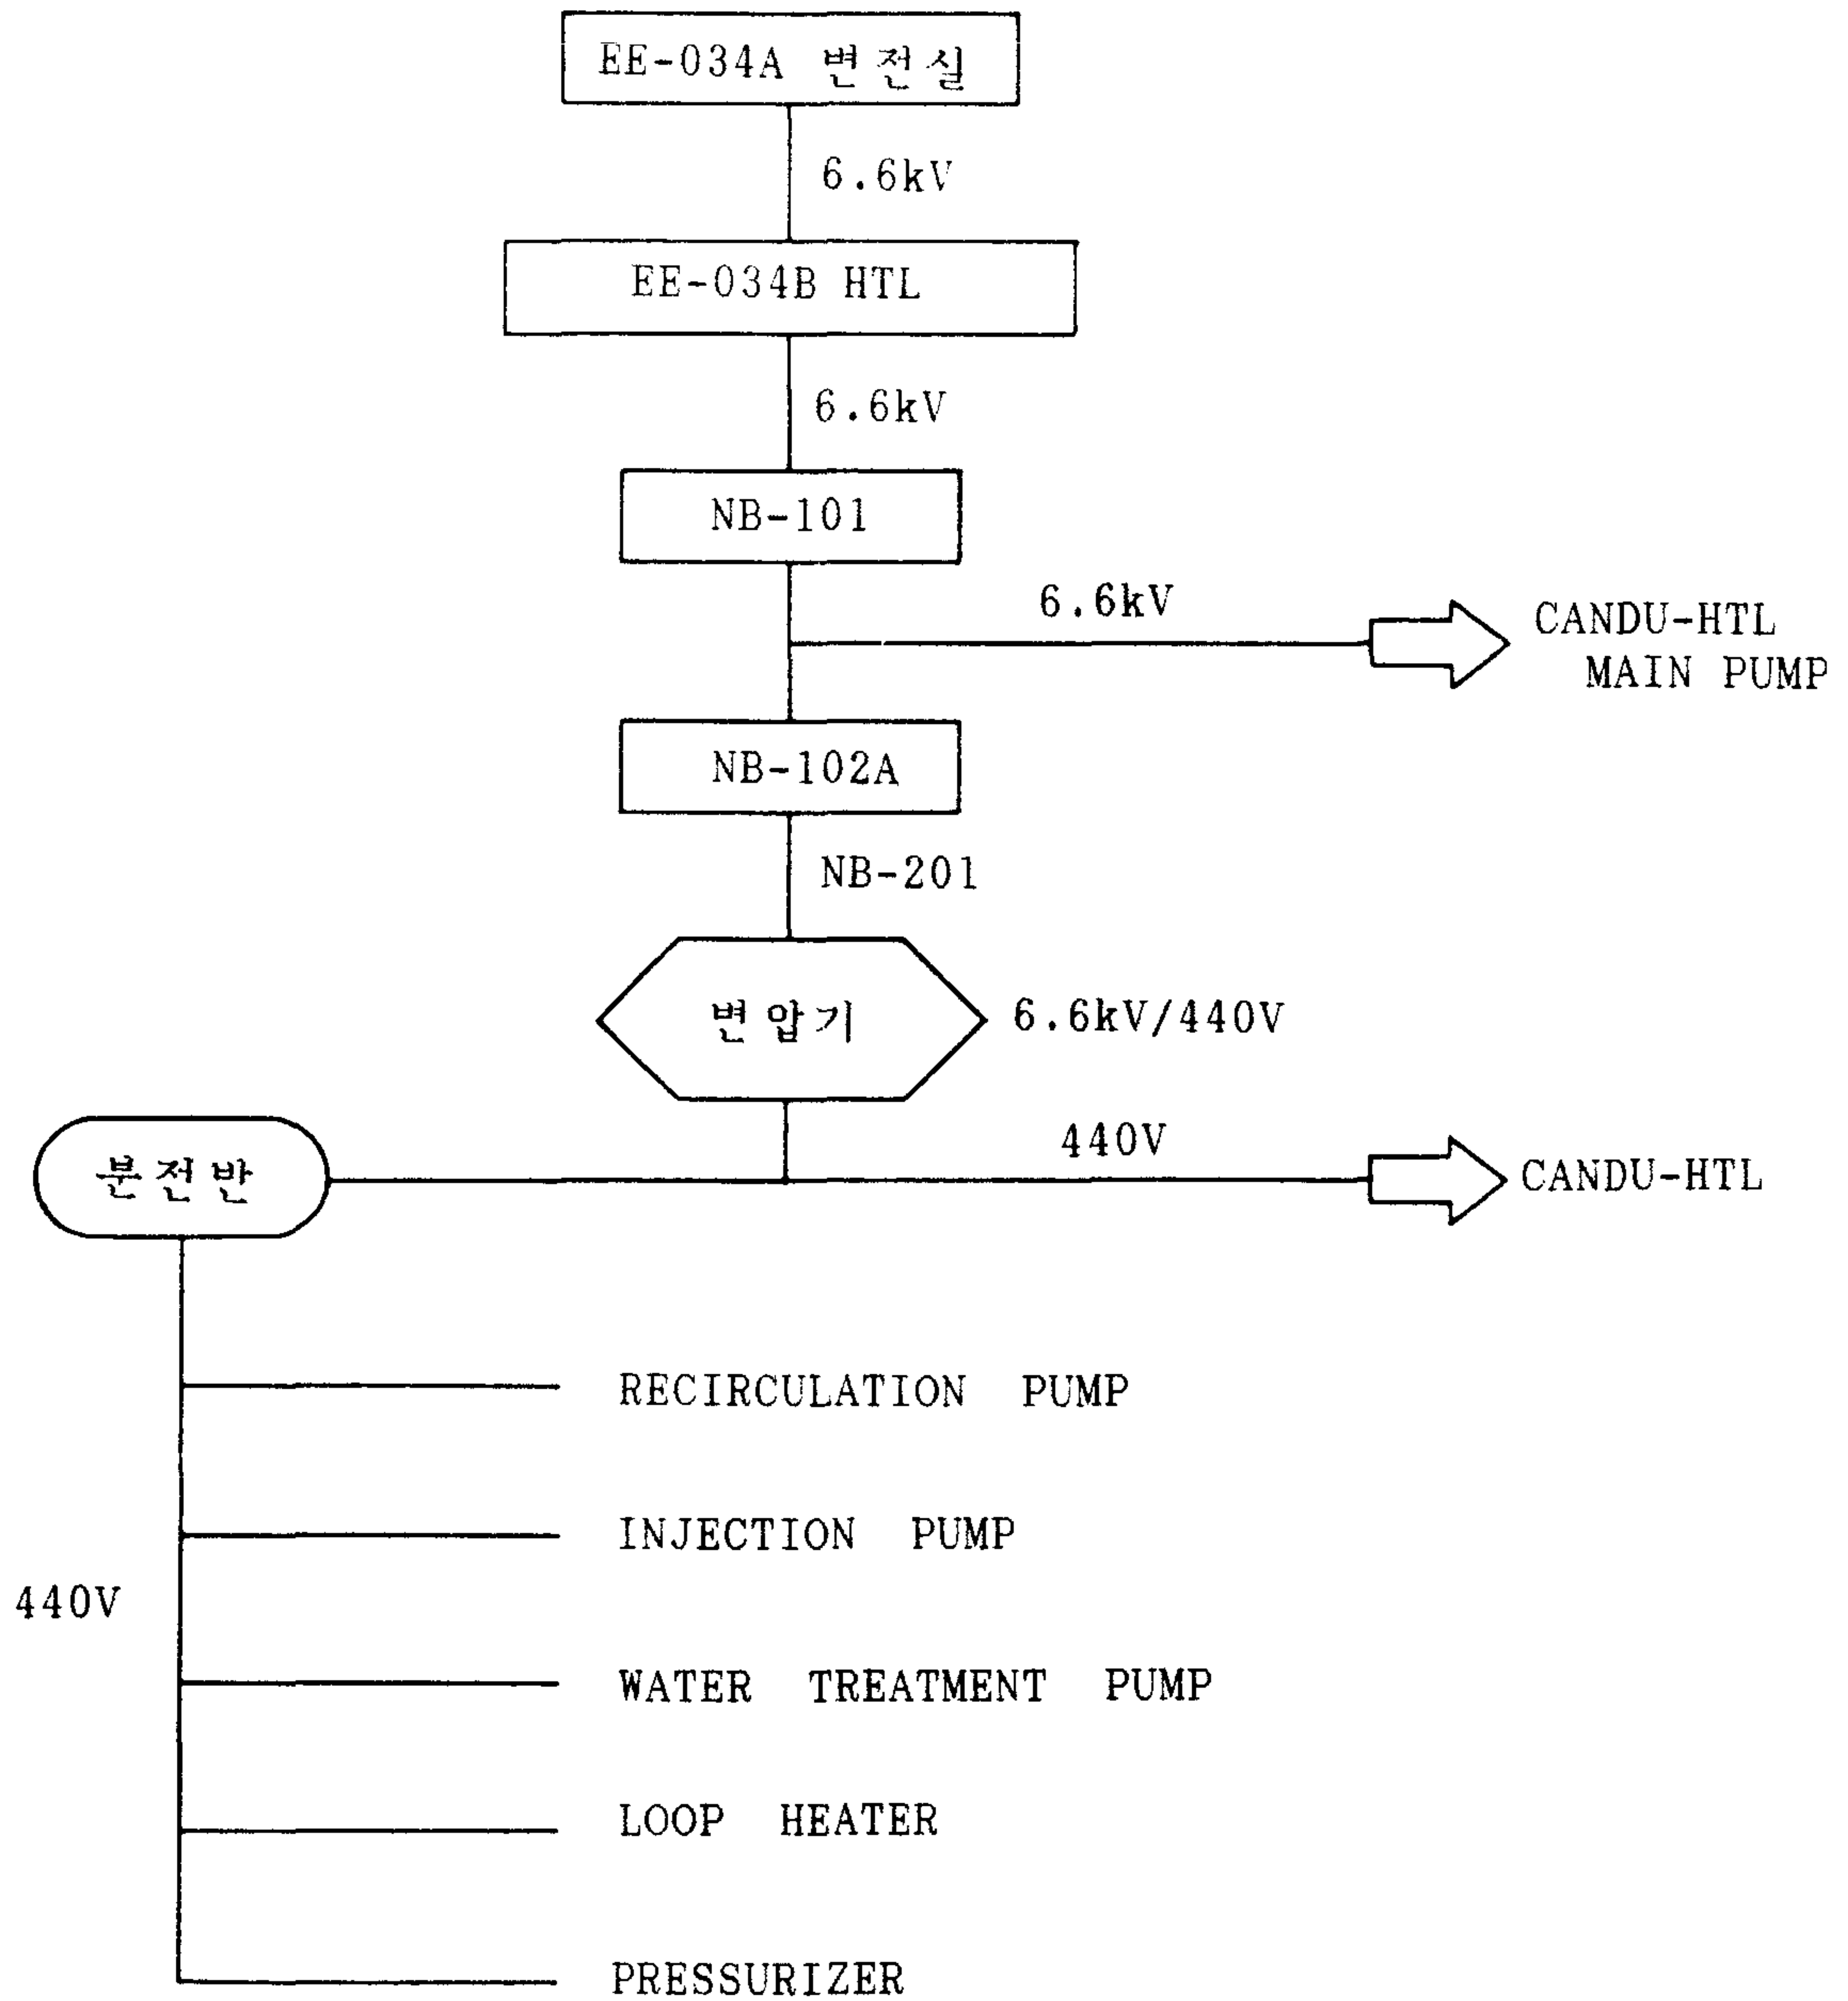 EE-034A 변전실
6.6kV
EE-034B HTL
6.6kV
NB-101
6.6kV
CANDU-HTL
MAIN PUMP
NB-102A
NB-201
변압기
6.6kV/440V
분전반
440V
CANDU-HTL
RECIRCULATION PUMP
INJECTION PUMP
440V
WATER TREATMENT PUMP
LOOP HEATER
PRESSURIZER